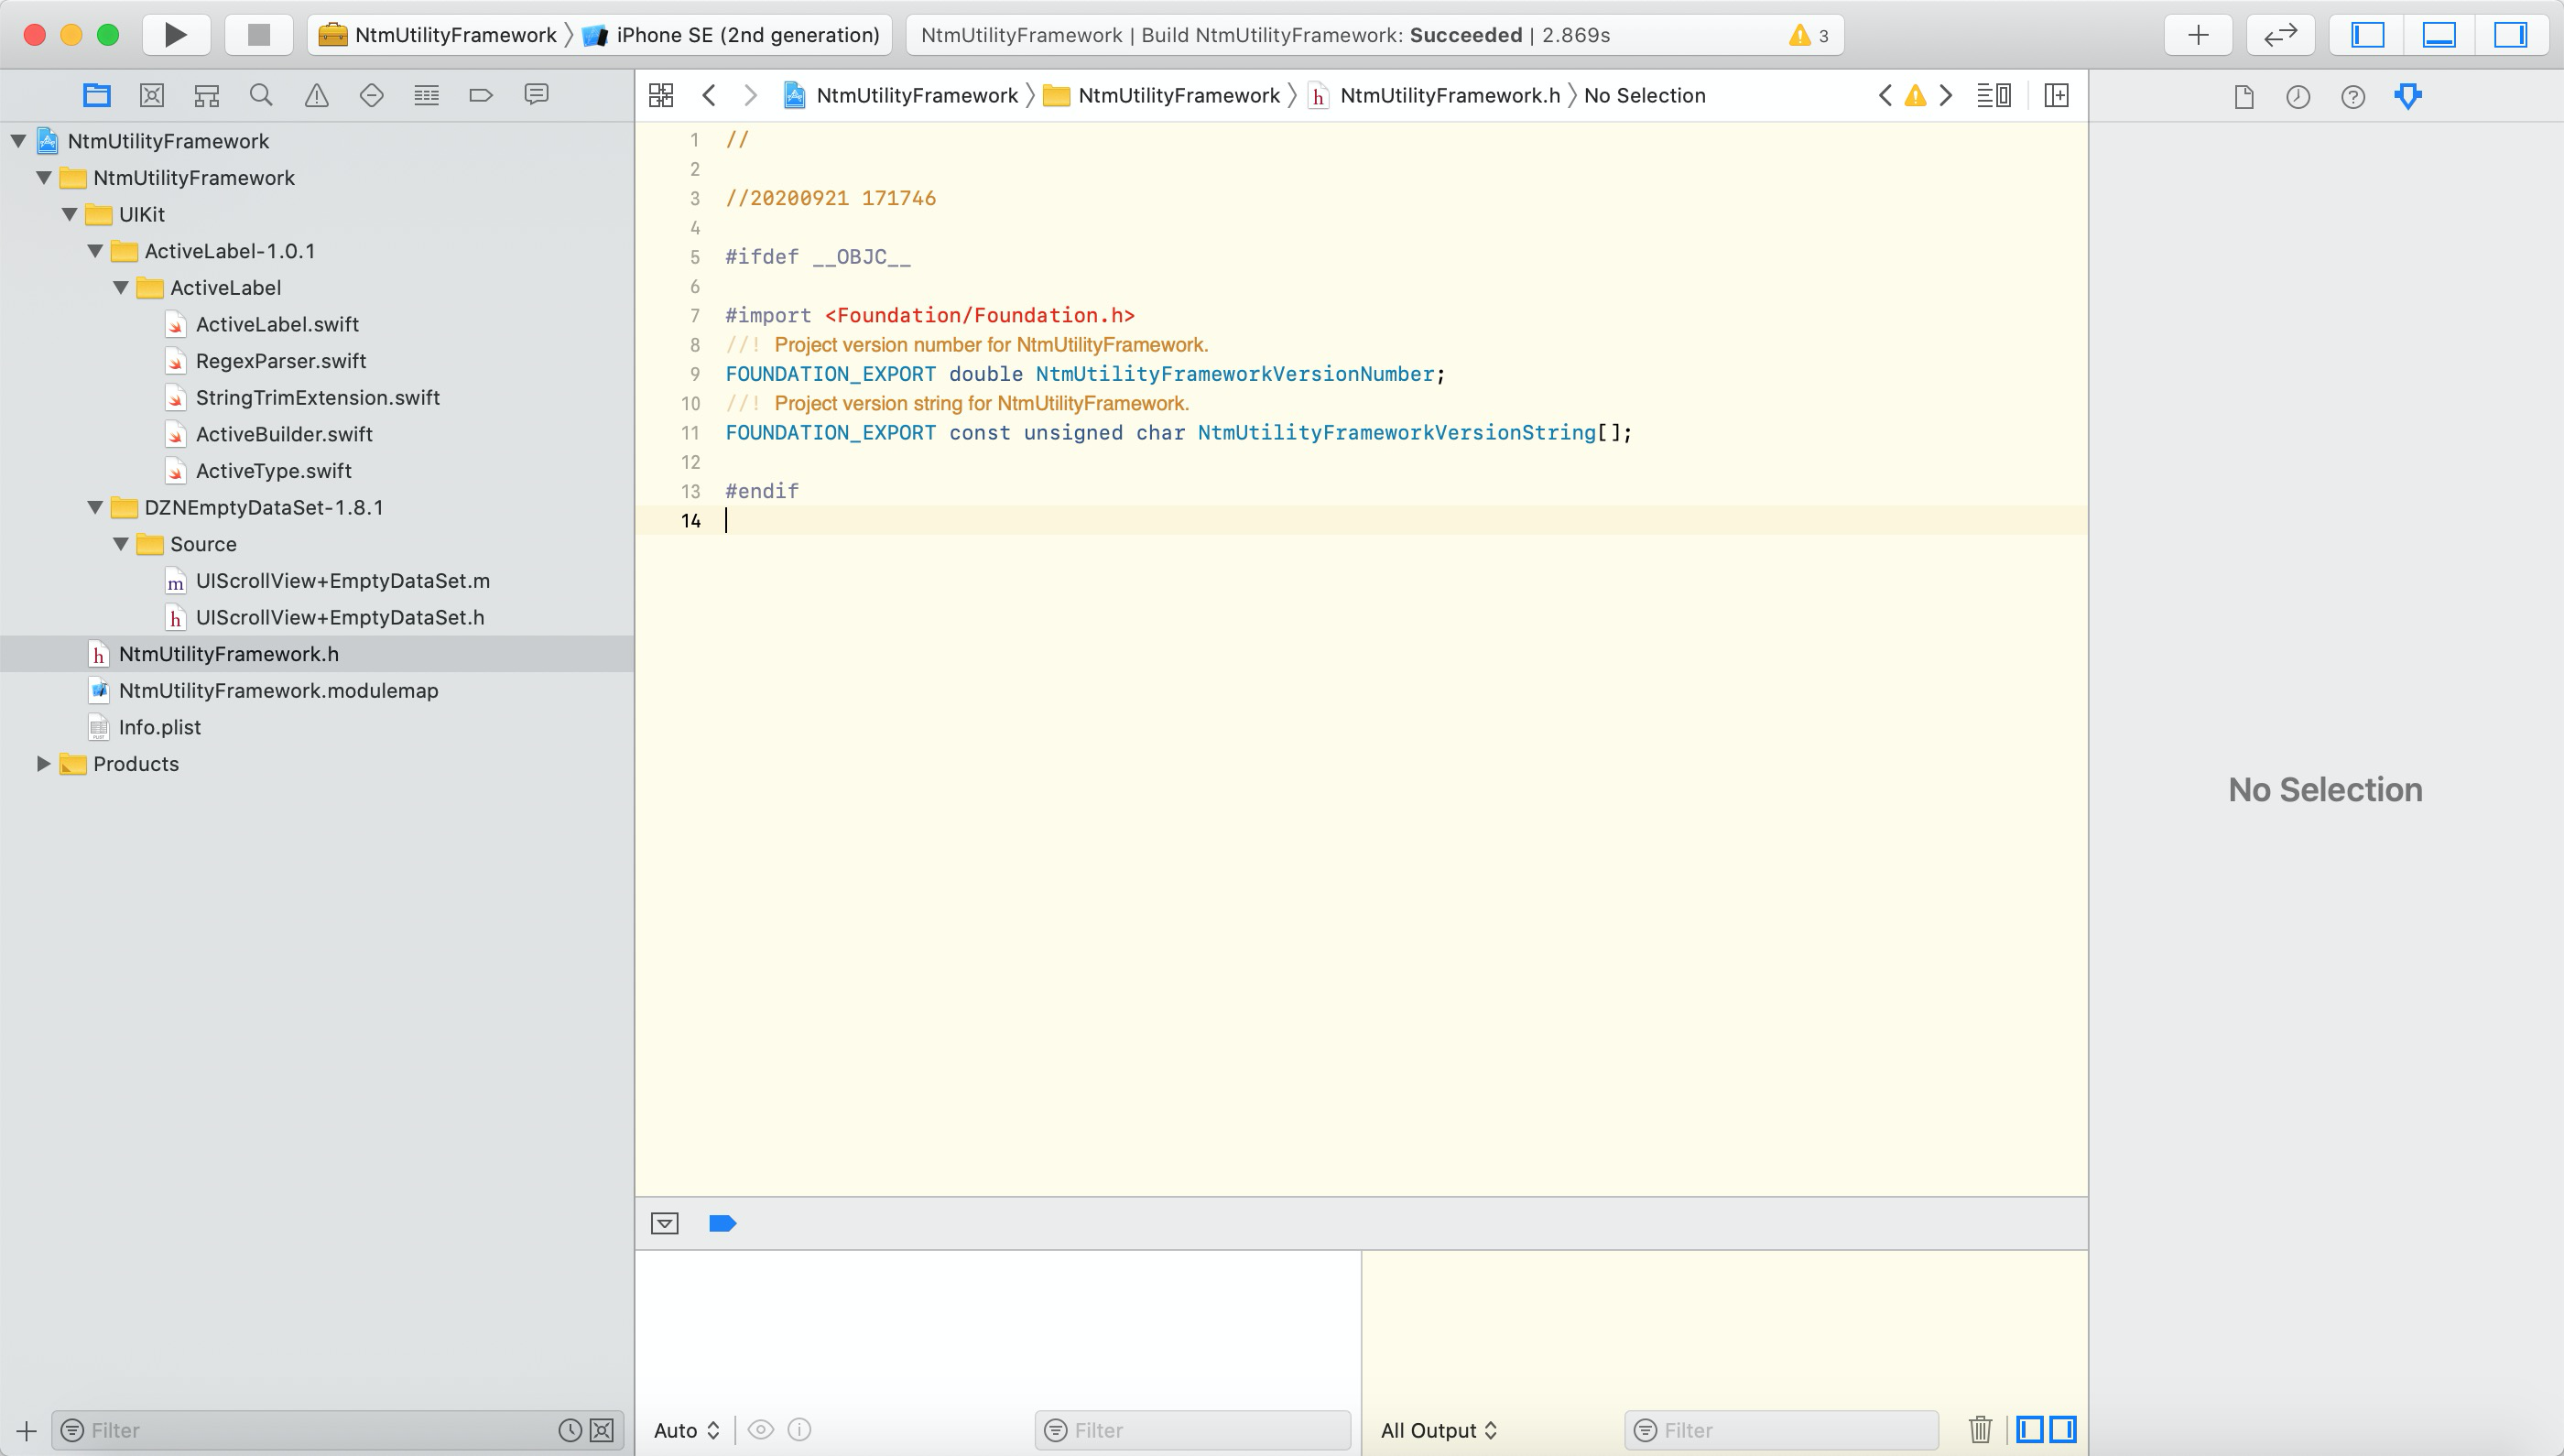 NtmUtilityFramework
iPhone SE (2nd generation)
NtmUtilityFramework | Build NtmUtilityFramework: Succeeded | 2.869s
3
NtmUtilityFramework
NtmUtilityFramework
UIKit
ActiveLabel-1.0.1
ActiveLabel
ActiveLabel.swift
RegexParser.swift
StringTrimExtension.swift
ActiveBuilder.swift
ActiveType.swift
DZNEmptyDataSet-1.8.1
Source
m UIScrollView+EmptyDataSet.m
h UIScrollView+EmptyDataSet.h
h NtmUtilityFramework.h
NtmUtilityFramework.modulemap
Info.plist
Products
Filter
NtmUtilityFramework
NtmUtilityFramework
h NtmUtilityFramework.h
No Selection
1 //
2
3 //20200921 171746
4
5 #ifdef __OBJC__
6
7 #import <Foundation/Foundation.h>
8 //! Project version number for NtmUtilityFramework.
9 FOUNDATION_EXPORT double NtmUtilityFrameworkVersionNumber;
10 //! Project version string for NtmUtilityFramework.
11 FOUNDATION_EXPORT const unsigned char NtmUtilityFrameworkVersionString[];
12
13 #endif
14
Auto
Filter
All Output
Filter
No Selection